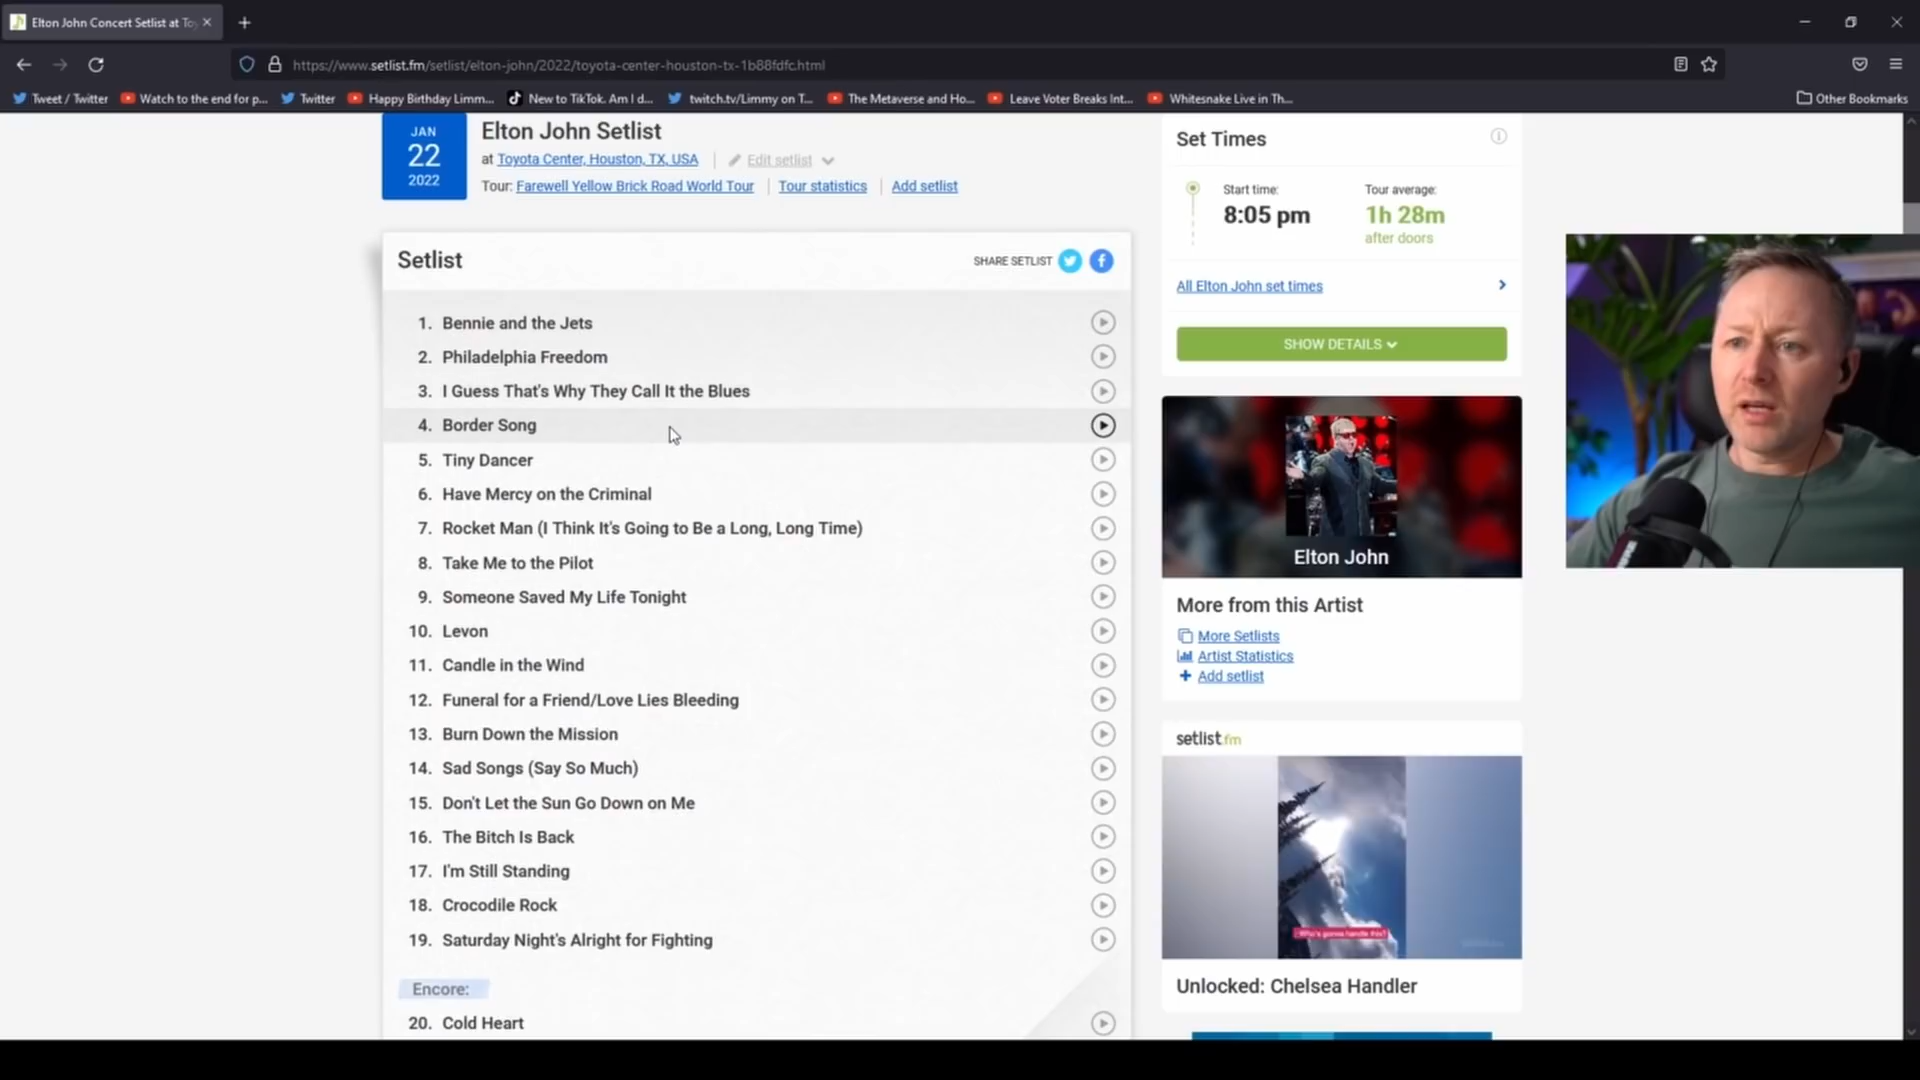 Elton John Concert Setlist at To
https://www.setlist.fm/setlist/elton-john/2022/toyota-center-houston-tx-1b88fdfc.html
Tweet / Twitter
Watch to the end for p...
Twitter
Happy Birthday Limm...
New to TikTok. Am I d...
twitch.tv/Limmy on T...
The Metaverse and Ho...
Leave Voter Breaks Int...
Whitesnake Live in Th...
Other Bookmarks
JAN
22
2022
Elton John Setlist
at Toyota Center, Houston, TX, USA
Edit setlist
Tour: Farewell Yellow Brick Road World Tour
Tour statistics
Add setlist
Setlist
SHARE SETLIST
1. Bennie and the Jets
2. Philadelphia Freedom
3. I Guess That's Why They Call It the Blues
4. Border Song
5. Tiny Dancer
6. Have Mercy on the Criminal
7. Rocket Man (I Think It's Going to Be a Long, Long Time)
8. Take Me to the Pilot
9. Someone Saved My Life Tonight
10. Levon
11. Candle in the Wind
12. Funeral for a Friend/Love Lies Bleeding
13. Burn Down the Mission
14. Sad Songs (Say So Much)
15. Don't Let the Sun Go Down on Me
16. The Bitch Is Back
17. I'm Still Standing
18. Crocodile Rock
19. Saturday Night's Alright for Fighting
Encore:
20. Cold Heart
Set Times
Start time:
8:05 pm
Tour average:
1h 28m
after doors
All Elton John set times
SHOW DETAILS
Elton John
More from this Artist
More Setlists
Artist Statistics
Add setlist
setlist.fm
Who's gonna handle this?
Unlocked: Chelsea Handler